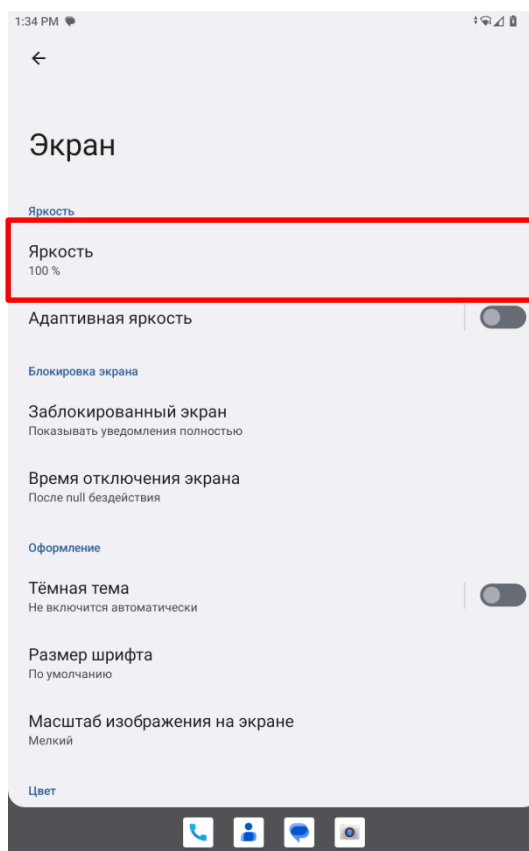 1:34 PM
Экран
Яркость
Яркость
100 %
Адаптивная яркость
Блокировка экрана
Заблокированный экран
Показывать уведомления полностью
Время отключения экрана
После null бездействия
Оформление
Тёмная тема
Не включится автоматически
Размер шрифта
По умолчанию
Масштаб изображения на экране
Мелкий
Цвет